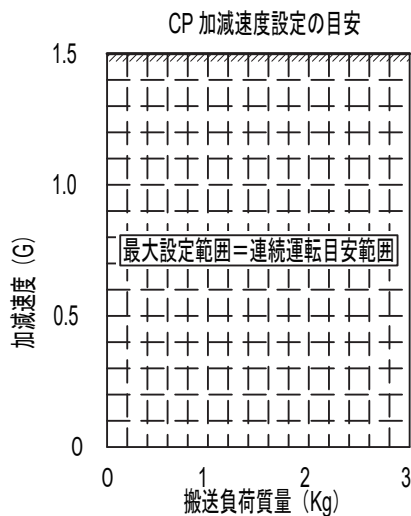 CP 加減速度設定の目安
1.5
1.0
0.5
0
加減速度 (G)
最大設定範囲＝連続運転目安範囲
0 1 2 3
搬送負荷質量 (Kg)